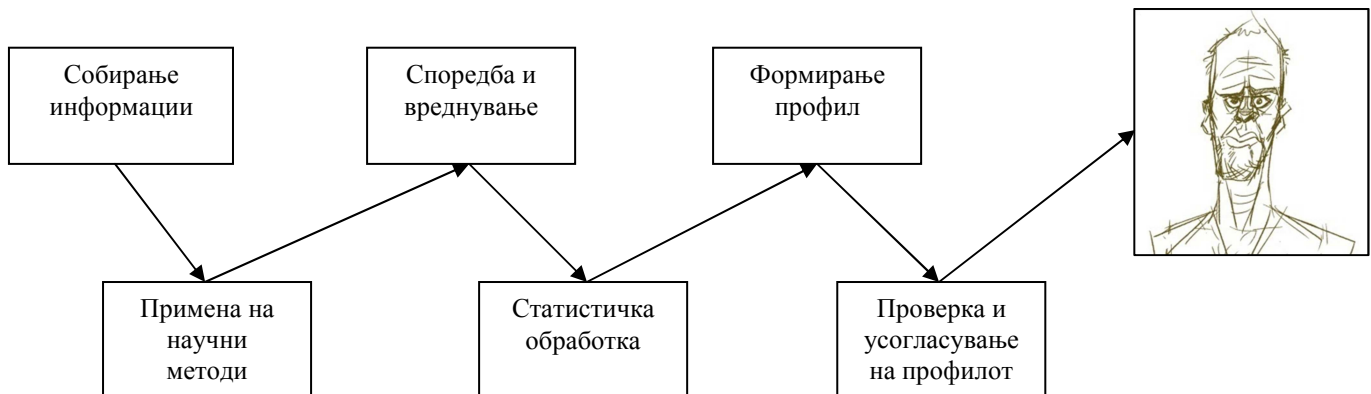 Собирање
информации
Споредба и
вреднување
Формирање
профил
Примена на
научни
методи
Статистичка
обработка
Проверка и
усогласување
на профилот